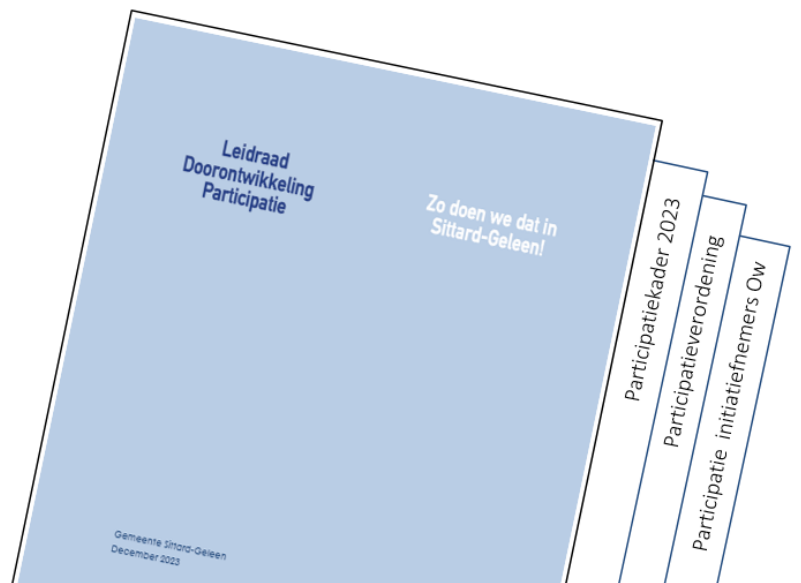 Leidraad
Doorontwikkeling
Participatie
Zo doen we dat in
Sittard-Geleen!
Participatiekader 2023
Participatieverordening
Participatie initiatiefnemers Ow
Gemeente Sittard-Geleen
December 2023